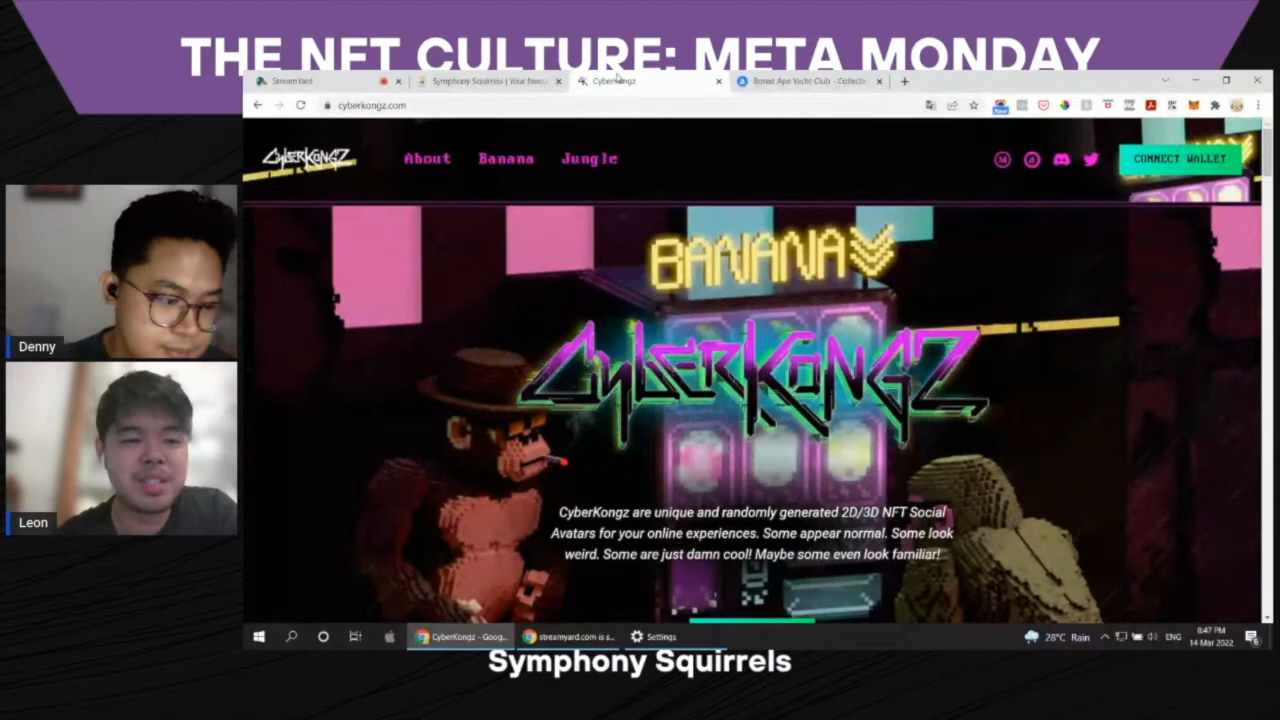 THE NFT CULTURE: META MONDAY
StreamYard
Symphony Squirrels | Your favou
CyberKongz
Bored Ape Yacht Club - Collecti
cyberkongz.com
CYBERKONGZ
About
Banana
Jungle
CONNECT WALLET
BANANA
CYBERKONGZ
CyberKongz are unique and randomly generated 2D/3D NFT Social
Avatars for your online experiences. Some appear normal. Some look
weird. Some are just damn cool! Maybe some even look familiar!
Denny
Leon
CyberKongz - Goog...
streamyard.com is s...
Settings
28°C Rain
ENG
8:47 PM
14 Mar 2022
Symphony Squirrels